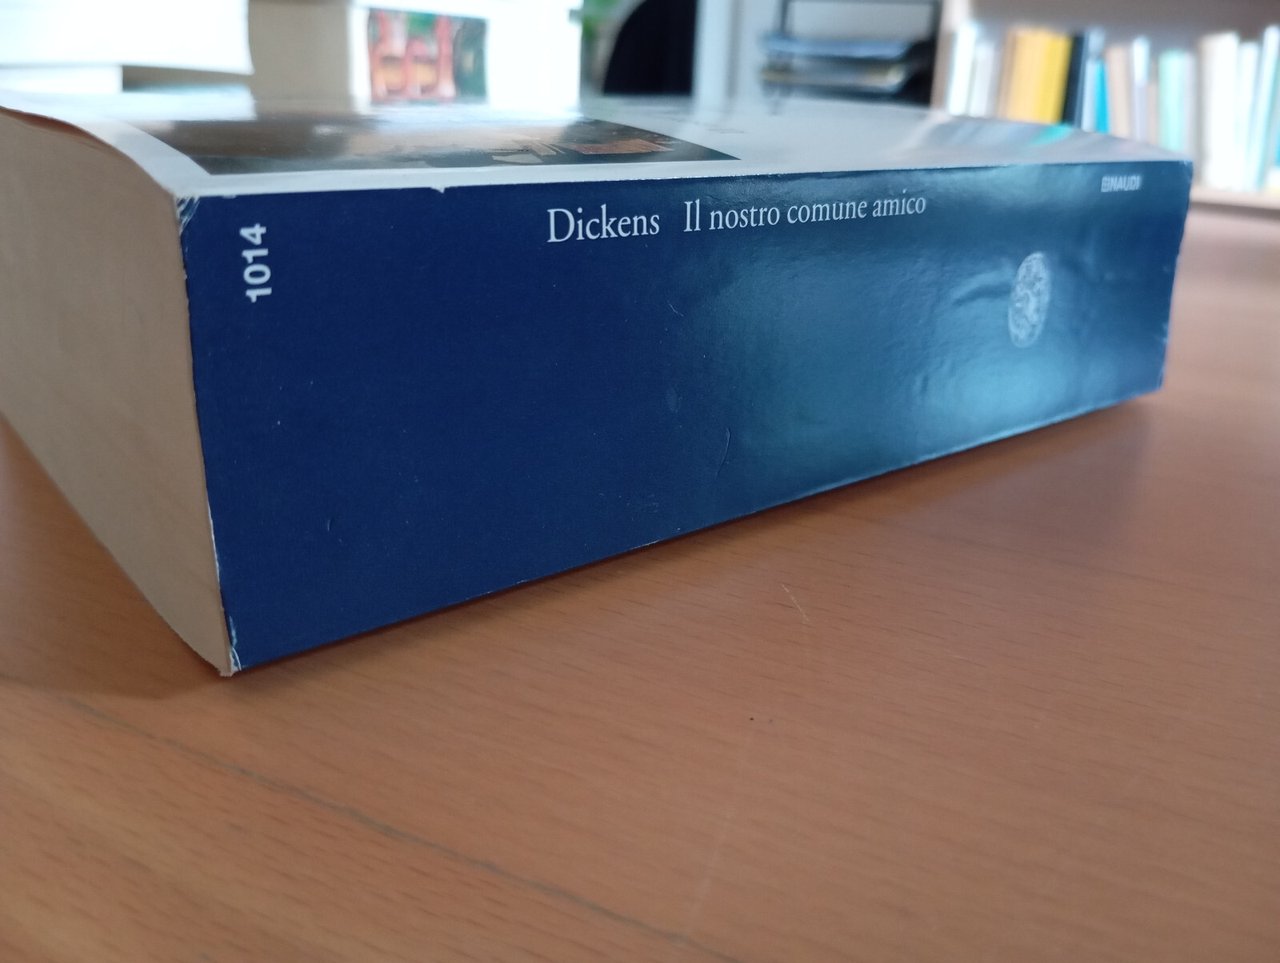 1014
Dickens Il nostro comune amico
EINAUDI